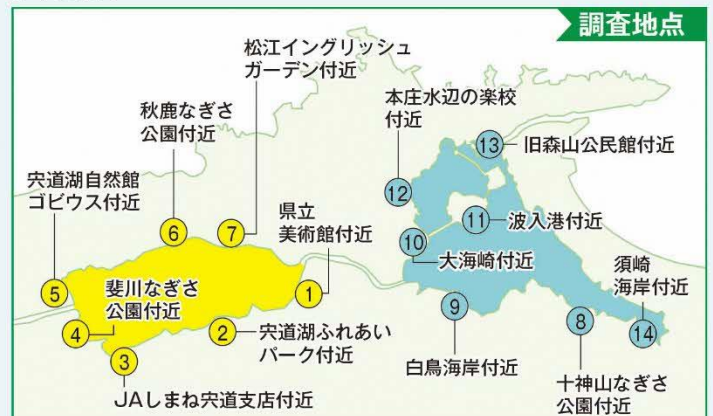 調査地点
松江イングリッシュ
ガーデン付近
秋鹿なぎさ
公園付近
宍道湖自然館
ゴビウス付近
県立
美術館付近
本庄水辺の楽校
付近
旧森山公民館付近
波入港付近
大海崎付近
須崎
海岸付近
斐川なぎさ
公園付近
宍道湖ふれあい
パーク付近
JAしまね宍道支店付近
白鳥海岸付近
十神山なぎさ
公園付近
1
2
3
4
5
6
7
8
9
10
11
12
13
14